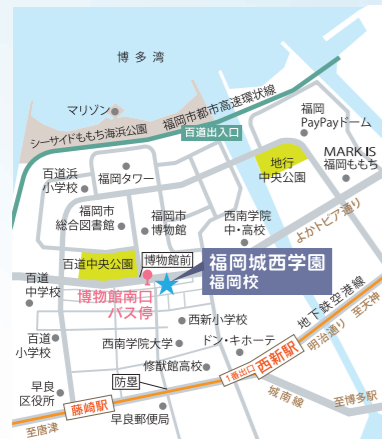 博多湾
マリゾン
シーサイドももち海浜公園
福岡市都市高速環状線
百道出入口
福岡
PayPayドーム
MARK IS
福岡ももち
地行
中央公園
百道浜
小学校
福岡タワー
福岡市
総合図書館
福岡市
博物館
西南学院
中・高校
よかトピア通り
百道中央公園
博物館前
福岡城西学園
福岡校
百道
中学校
博物館南口
バス停
西新小学校
地下鉄空港線
明治通り
至天神
百道
小学校
西南学院大学
ドン・キホーテ
修猷館高校
1番出口
西新駅
防塁
早良
区役所
藤崎駅
城南線
至博多駅
至唐津
早良郵便局